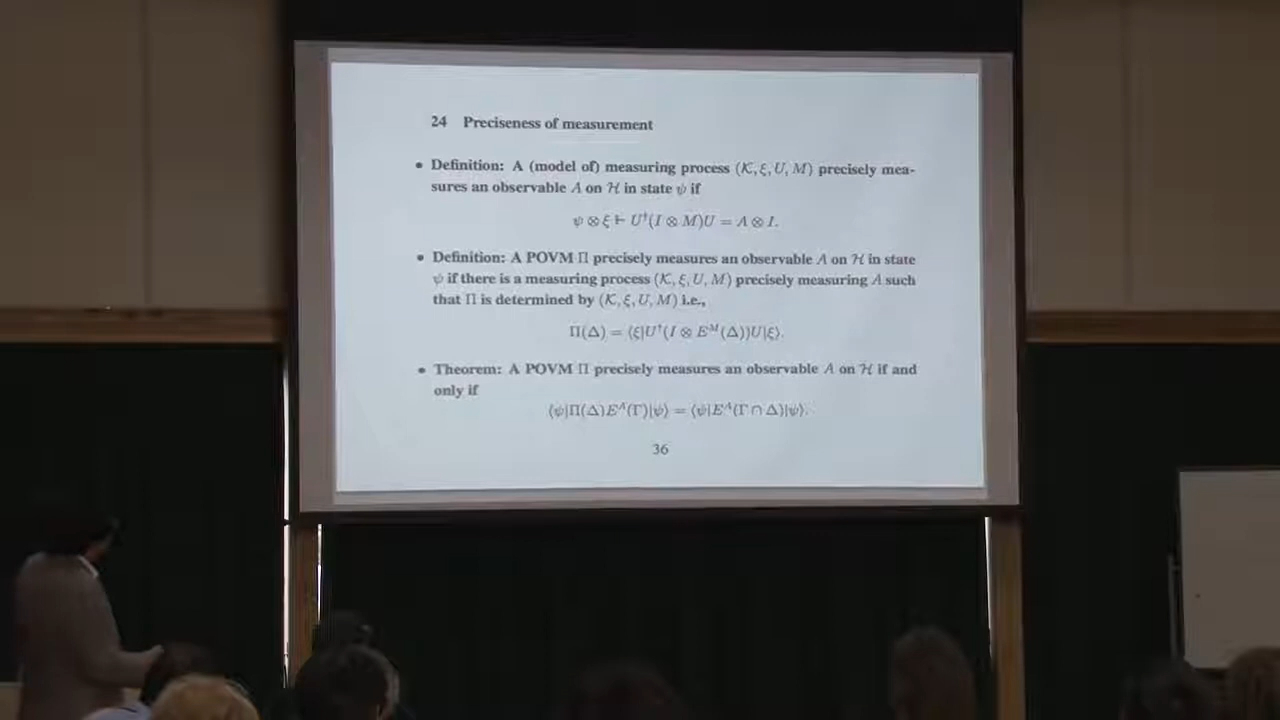 24 Preciseness of measurement
• Definition: A (model of) measuring process (𝒦, ξ, U, M) precisely mea-
sures an observable A on ℋ in state ψ if
ψ ⊗ ξ ⊩ U†(I ⊗ M)U = A ⊗ I.
• Definition: A POVM Π precisely measures an observable A on ℋ in state
ψ if there is a measuring process (𝒦, ξ, U, M) precisely measuring A such
that Π is determined by (𝒦, ξ, U, M) i.e.,
Π(Δ) = ⟨ξ|U†(I ⊗ E^M(Δ))U|ξ⟩.
• Theorem: A POVM Π precisely measures an observable A on ℋ if and
only if
⟨ψ|Π(Δ)E^A(Γ)|ψ⟩ = ⟨ψ|E^A(Γ ∩ Δ)|ψ⟩.
36